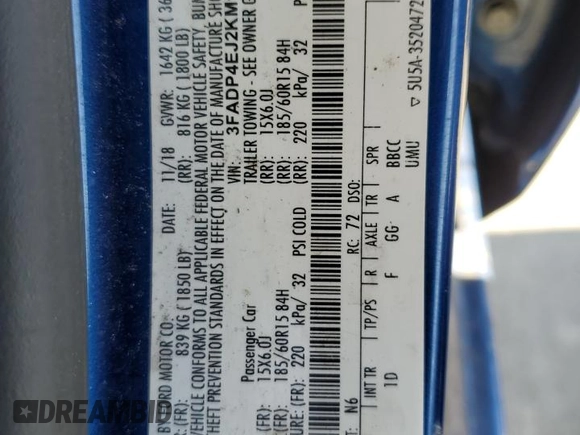 BY FORD MOTOR CO.
DATE: 11/18 GVWR: 1642 KG
(FR): 839 KG ( 1850 LB) (RR): 816 KG ( 1800 LB)
VEHICLE CONFORMS TO ALL APPLICABLE FEDERAL MOTOR VEHICLE SAFETY,
THEFT PREVENTION STANDARDS IN EFFECT ON THE DATE OF MANUFACTURE
VIN: 3FADP4EJ2KM
Passenger Car TRAILER TOWING - SEE OWNER
(FR): 15X6.0J (RR): 15X6.0J
(FR): 185/60R15 84H (RR): 185/60R15 84H
(FR): 220 kPa/ 32 PSI COLD (RR): 220 kPa/ 32
N6 RC: 72 DSO:
INT TR TP/PS R AXLE TR SPR
1D F GG A BBCC
UMU
▽ 5U5A-3520472
DREAMBID